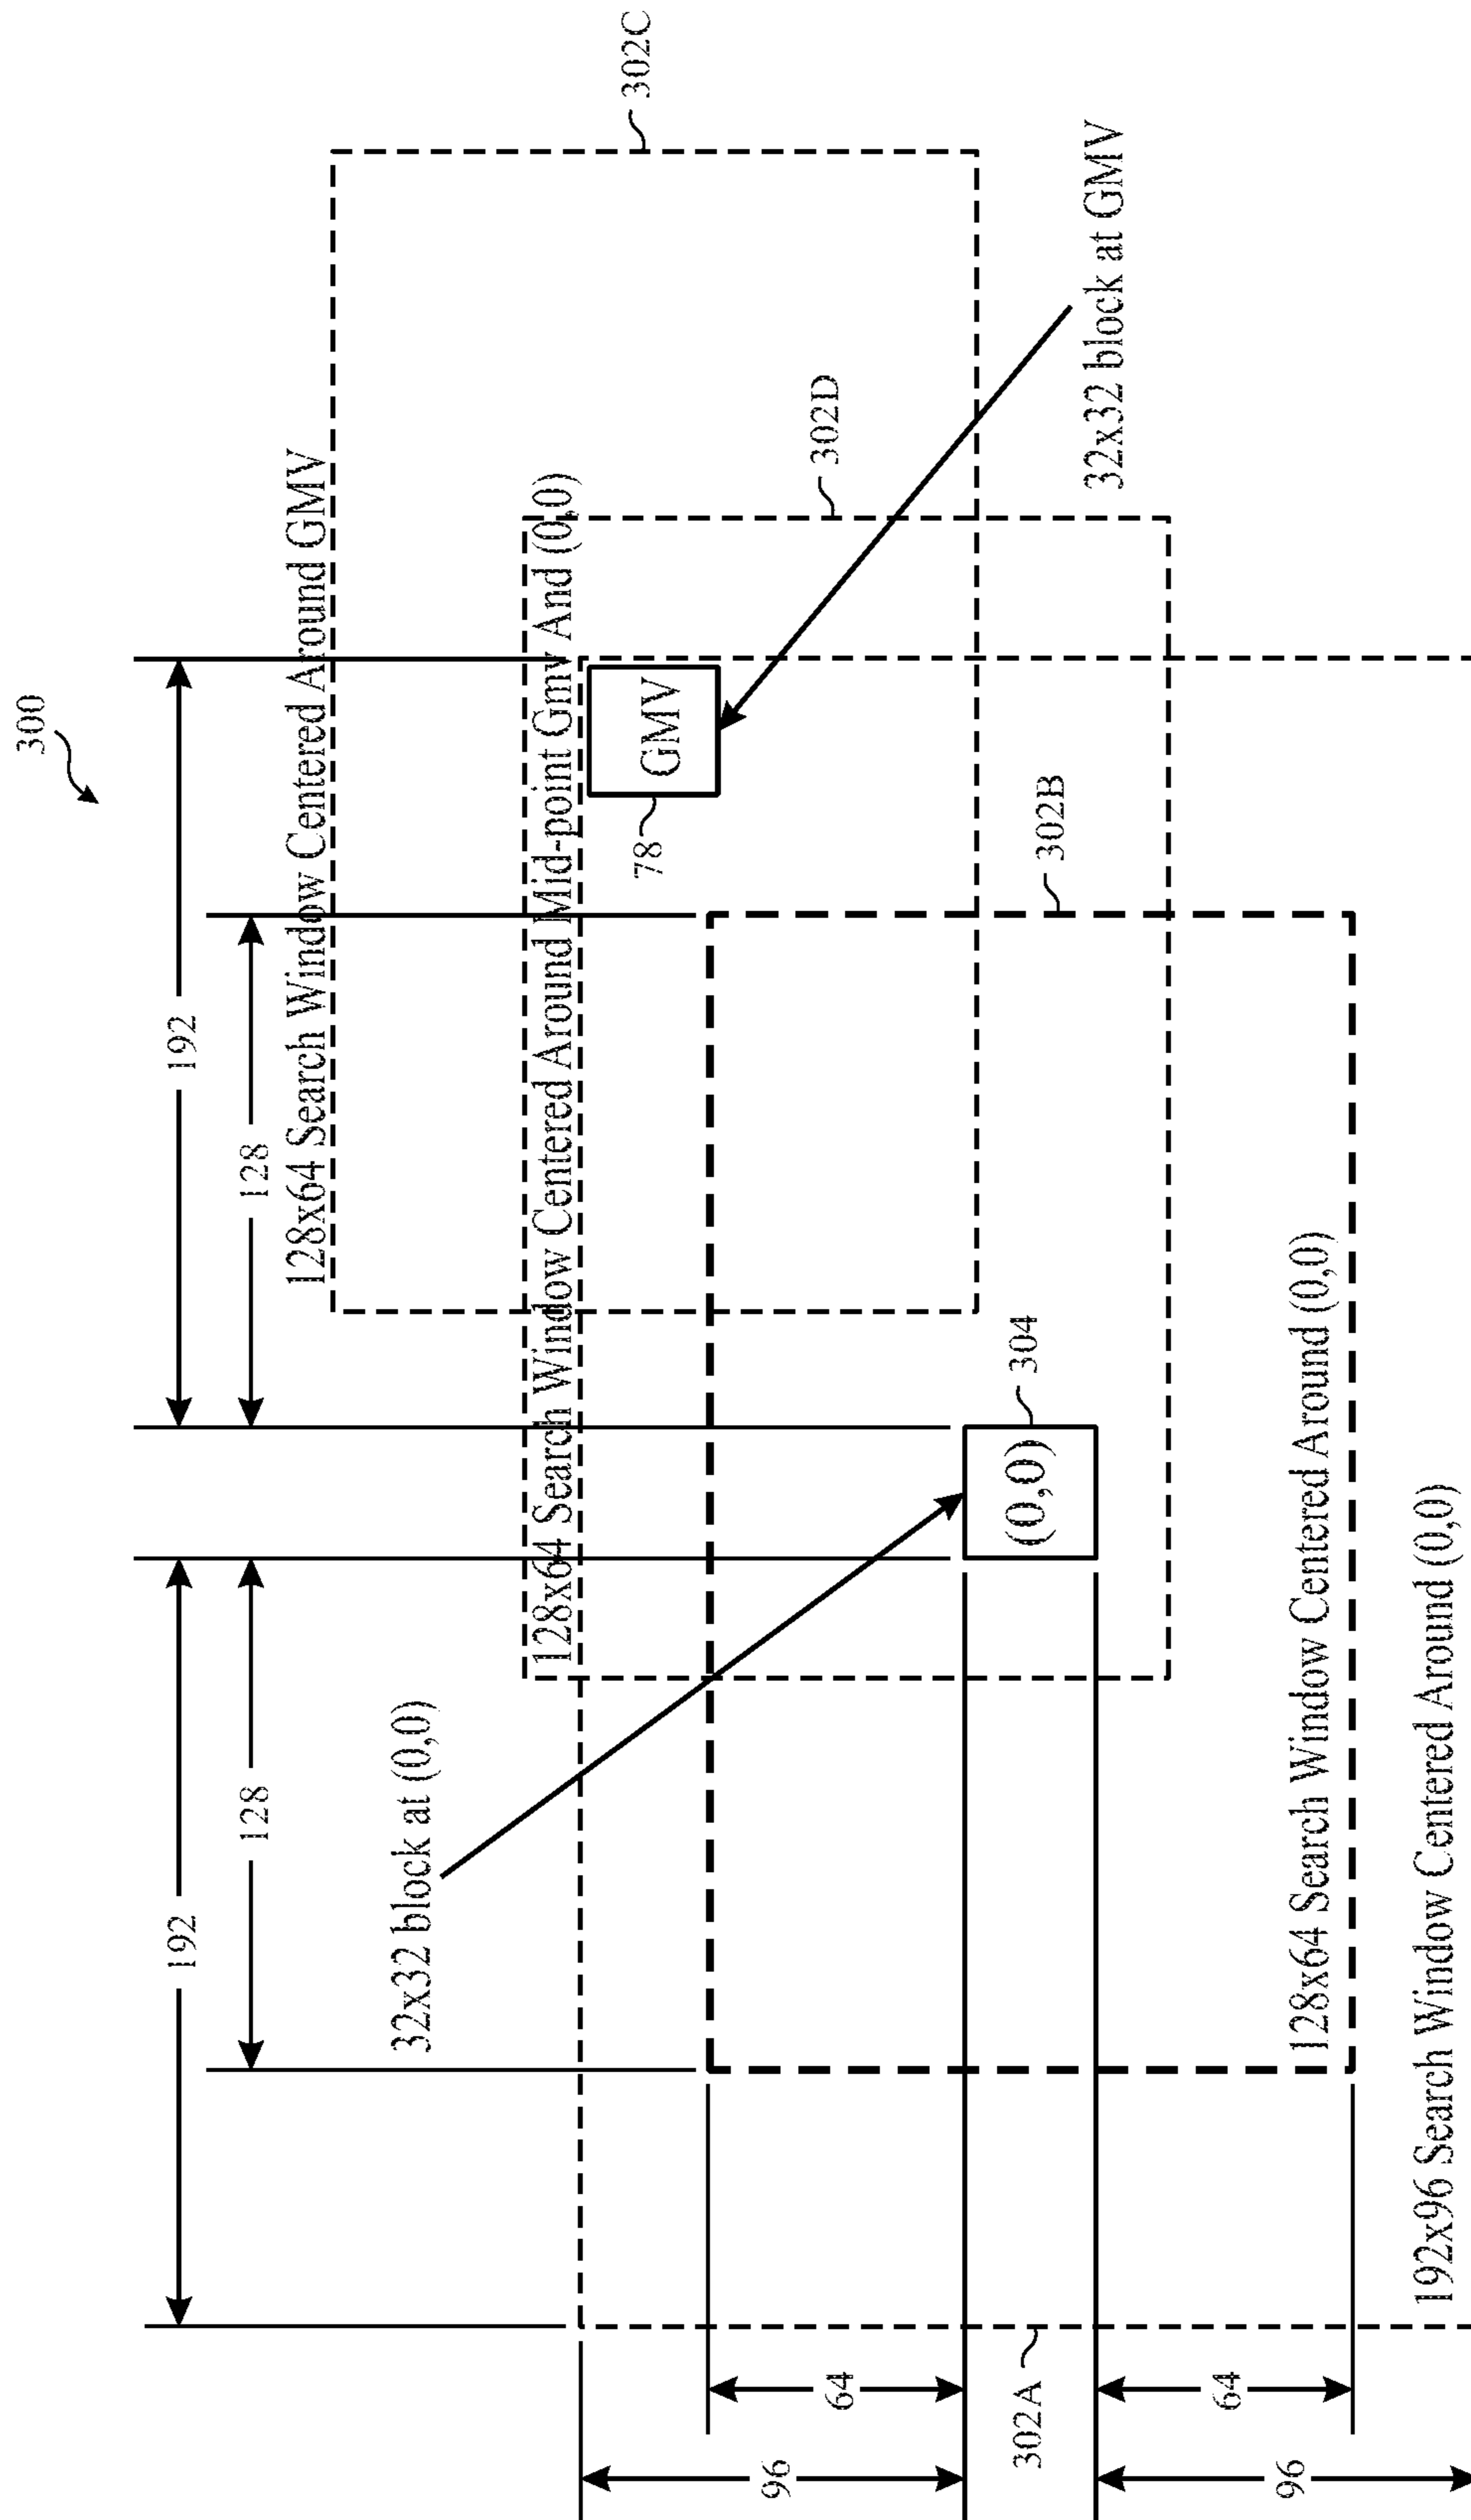 300
192
192
128
128
128x64 Search Window Centered Around GMV
302C
32x32 block at (0,0)
128x64 Search Window Centered Around Mid-point Gmv And (0,0)
GMV
78
302D
302B
32x32 block at GMV
96
64
(0,0)
304
302A
64
96
128x64 Search Window Centered Around (0,0)
192x96 Search Window Centered Around (0,0)